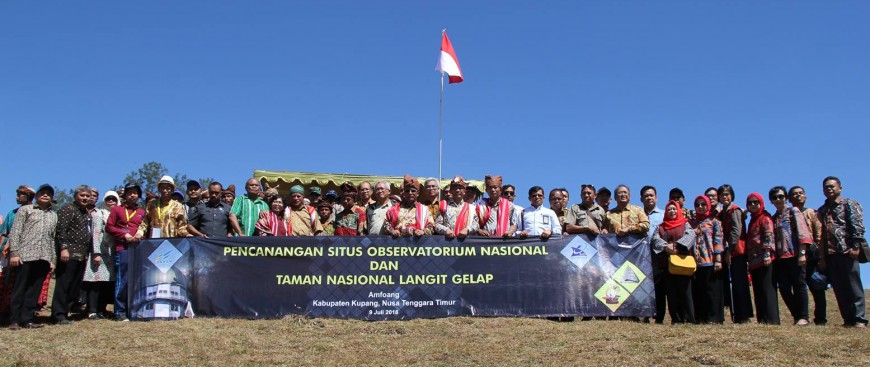 PENCANANGAN SITUS OBSERVATORIUM NASIONAL
DAN
TAMAN NASIONAL LANGIT GELAP
Amfoang
Kabupaten Kupang, Nusa Tenggara Timur
9 Juli 2018